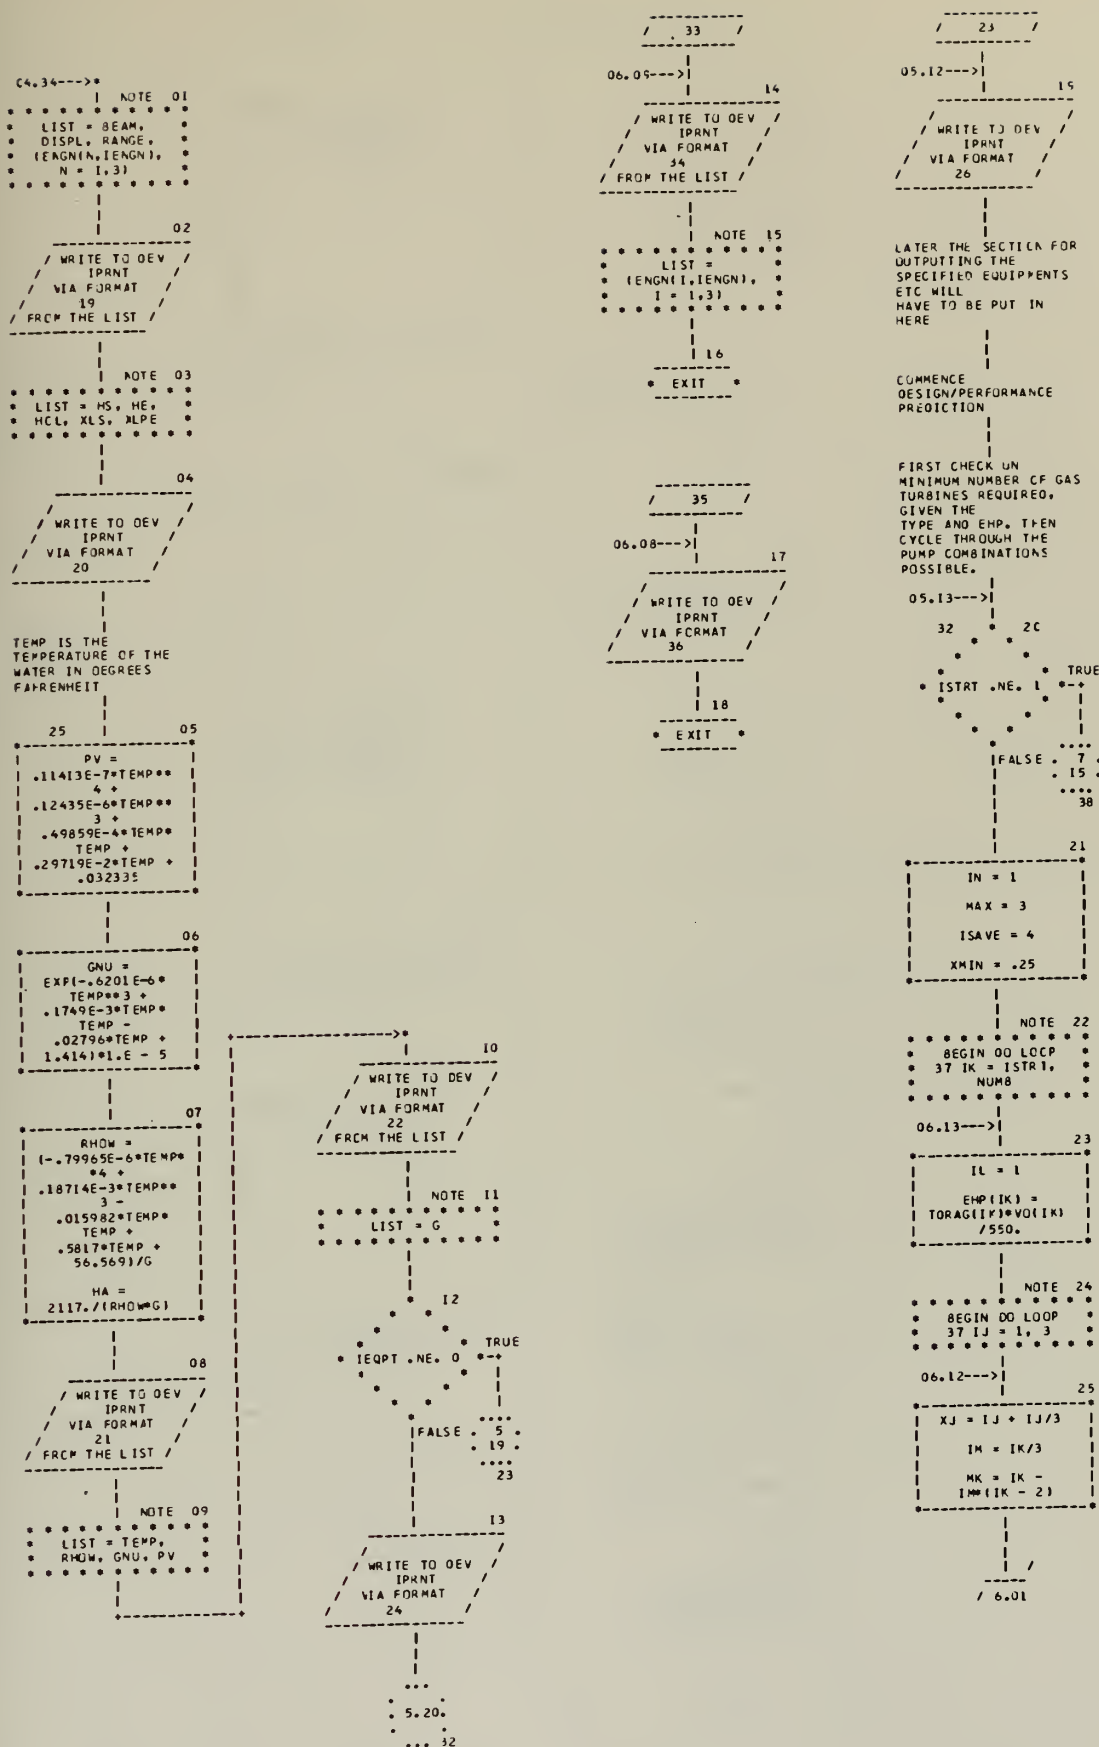 C4.34--->*
NOTE 01
LIST = BEAM,
DISPL, RANGE,
(ENGN(N,IENGN),
N = 1,3)
02
WRITE TO DEV
IPRNT
VIA FORMAT
19
FROM THE LIST
NOTE 03
LIST = HS, HE,
HCL, XLS, XLPE
04
WRITE TO DEV
IPRNT
VIA FORMAT
20
TEMP IS THE
TEMPERATURE OF THE
WATER IN DEGREES
FAHRENHEIT
25 05
PV =
.11413E-7*TEMP**
4 +
.12435E-6*TEMP**
3 +
.49859E-4*TEMP*
TEMP +
.29719E-2*TEMP +
.032335
06
GNU =
EXP(-.6201E-6*
TEMP**3 +
.1749E-3*TEMP*
TEMP -
.02796*TEMP +
1.414)*1.E - 5
07
RHOW =
(-.79965E-6*TEMP*
*4 +
.18714E-3*TEMP**
3 -
.015982*TEMP*
TEMP +
.5817*TEMP +
56.569)/G
HA =
2117./(RHOW*G)
08
WRITE TO DEV
IPRNT
VIA FORMAT
21
FROM THE LIST
NOTE 09
LIST = TEMP,
RHOW, GNU, PV
10
WRITE TO DEV
IPRNT
VIA FORMAT
22
FROM THE LIST
NOTE 11
LIST = G
12
IEQPT .NE. 0
TRUE
FALSE
5
19
23
13
WRITE TO DEV
IPRNT
VIA FORMAT
24
5.20
32
33
06.09--->
14
WRITE TO DEV
IPRNT
VIA FORMAT
34
FROM THE LIST
NOTE 15
LIST =
(ENGN(I,IENGN),
I = 1,3)
16
EXIT
35
06.08--->
17
WRITE TO DEV
IPRNT
VIA FORMAT
36
18
EXIT
23
05.12--->
19
WRITE TO DEV
IPRNT
VIA FORMAT
26
LATER THE SECTION FOR
OUTPUTTING THE
SPECIFIED EQUIPMENTS
ETC WILL
HAVE TO BE PUT IN
HERE
COMMENCE
DESIGN/PERFORMANCE
PREDICTION
FIRST CHECK ON
MINIMUM NUMBER OF GAS
TURBINES REQUIRED,
GIVEN THE
TYPE AND EHP. THEN
CYCLE THROUGH THE
PUMP COMBINATIONS
POSSIBLE.
05.13--->
32 20
ISTRT .NE. 1
TRUE
FALSE
7
15
38
21
IN = 1
MAX = 3
ISAVE = 4
XMIN = .25
NOTE 22
BEGIN DO LOOP
37 IK = ISTRT,
NUMB
06.13--->
23
IL = 1
EHP(IK) =
TDRAG(IK)*VO(IK)
/550.
NOTE 24
BEGIN DO LOOP
37 IJ = 1, 3
06.12--->
25
XJ = IJ + IJ/3
IM = IK/3
MK = IK -
IM*(IK - 2)
6.01